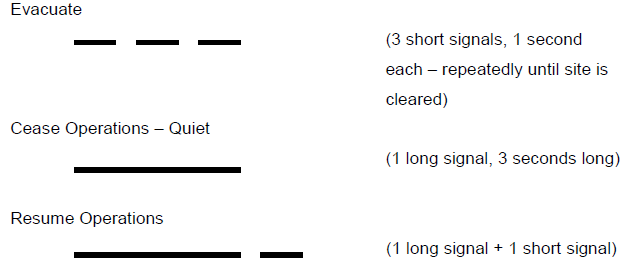 Evacuate
(3 short signals, 1 second
each – repeatedly until site is
cleared)
Cease Operations – Quiet
(1 long signal, 3 seconds long)
Resume Operations
(1 long signal + 1 short signal)